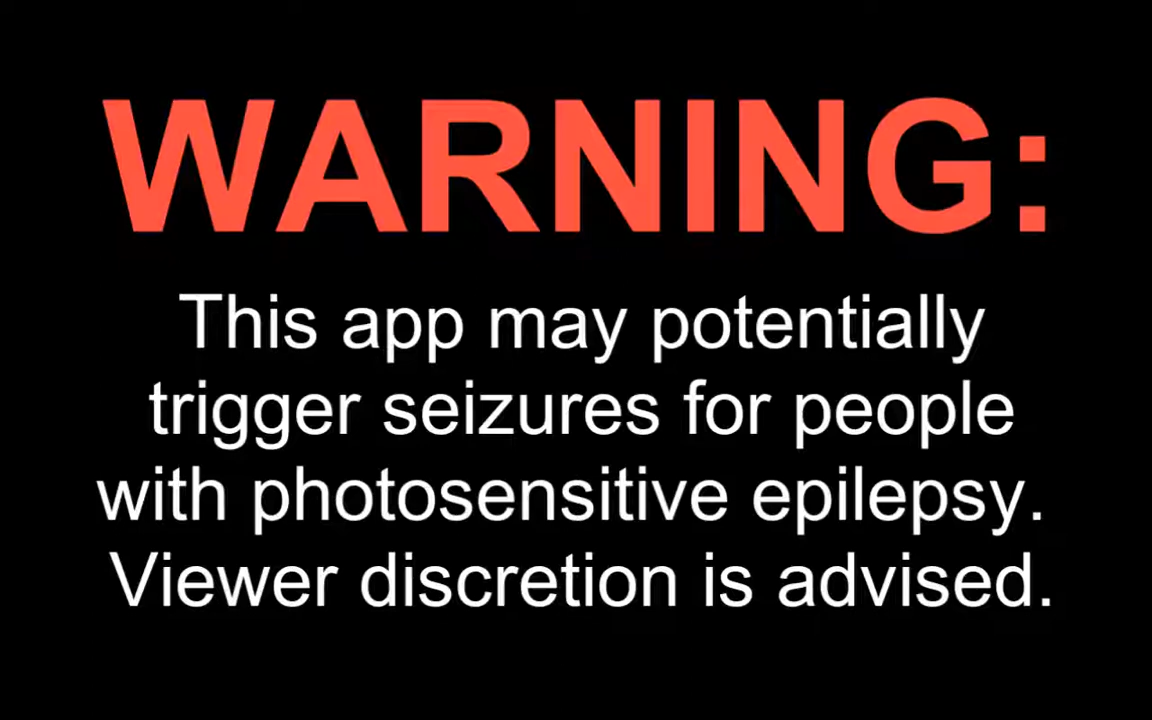 WARNING:
This app may potentially
trigger seizures for people
with photosensitive epilepsy.
Viewer discretion is advised.